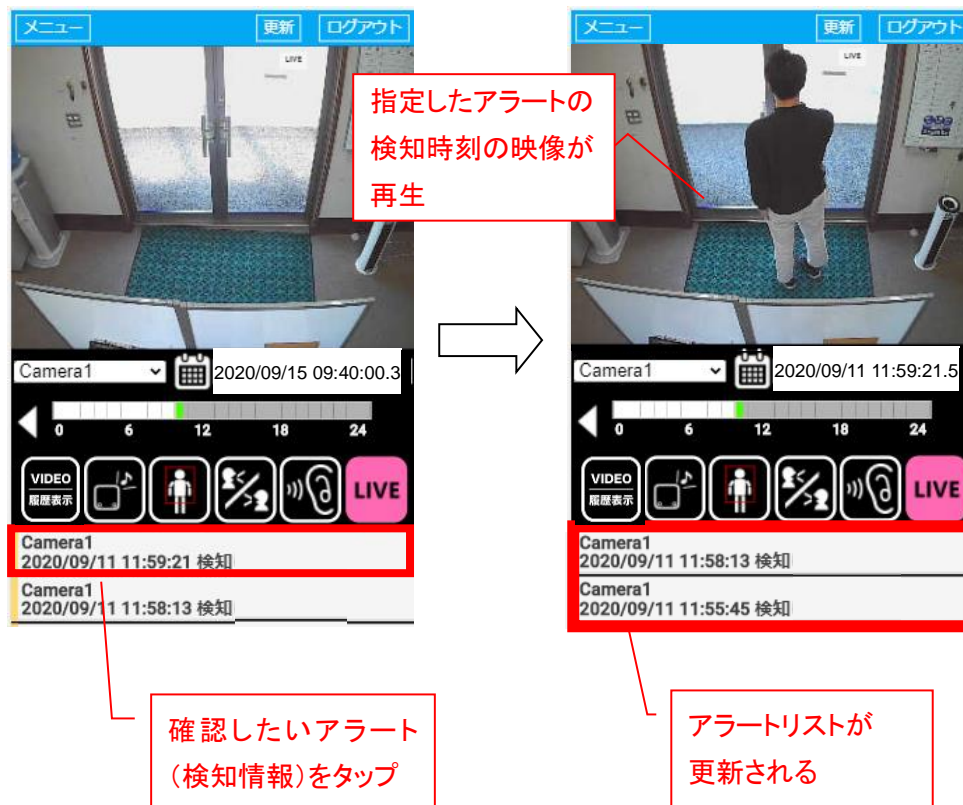 メニュー
更新
ログアウト
LIVE
Camera1
2020/09/15 09:40:00.3
0 6 12 18 24
VIDEO
履歴表示
LIVE
Camera1
2020/09/11 11:59:21 検知
Camera1
2020/09/11 11:58:13 検知
確認したいアラート
（検知情報）をタップ
指定したアラートの
検知時刻の映像が
再生
メニュー
更新
ログアウト
LIVE
Camera1
2020/09/11 11:59:21.5
0 6 12 18 24
VIDEO
履歴表示
LIVE
Camera1
2020/09/11 11:58:13 検知
Camera1
2020/09/11 11:55:45 検知
アラートリストが
更新される